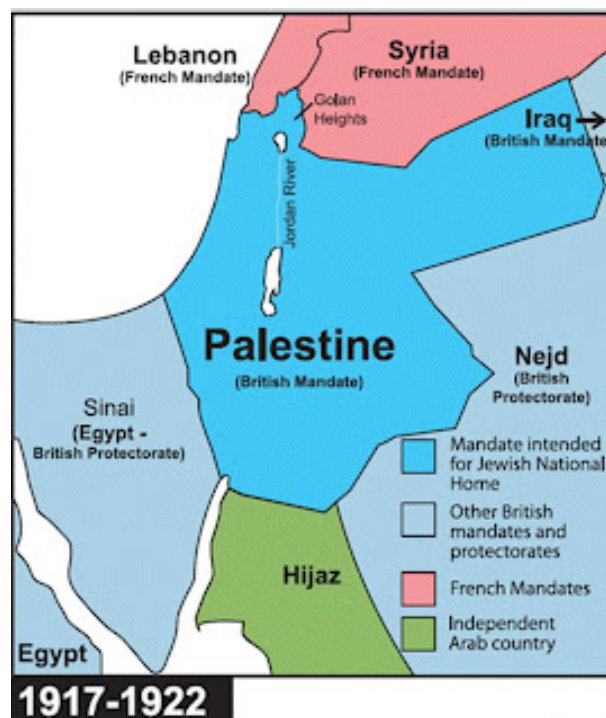 Lebanon
(French Mandate)
Syria
(French Mandate)
Golan
Heights
Iraq
(British Mandate
Jordan River
Palestine
(British Mandate)
Nejd
(British
Protectorate)
Sinai
(Egypt -
British Protectorate)
Mandate intended
for Jewish National
Home
Other British
mandates and
protectorates
Hijaz
French Mandates
Independent
Arab country
Egypt
1917-1922